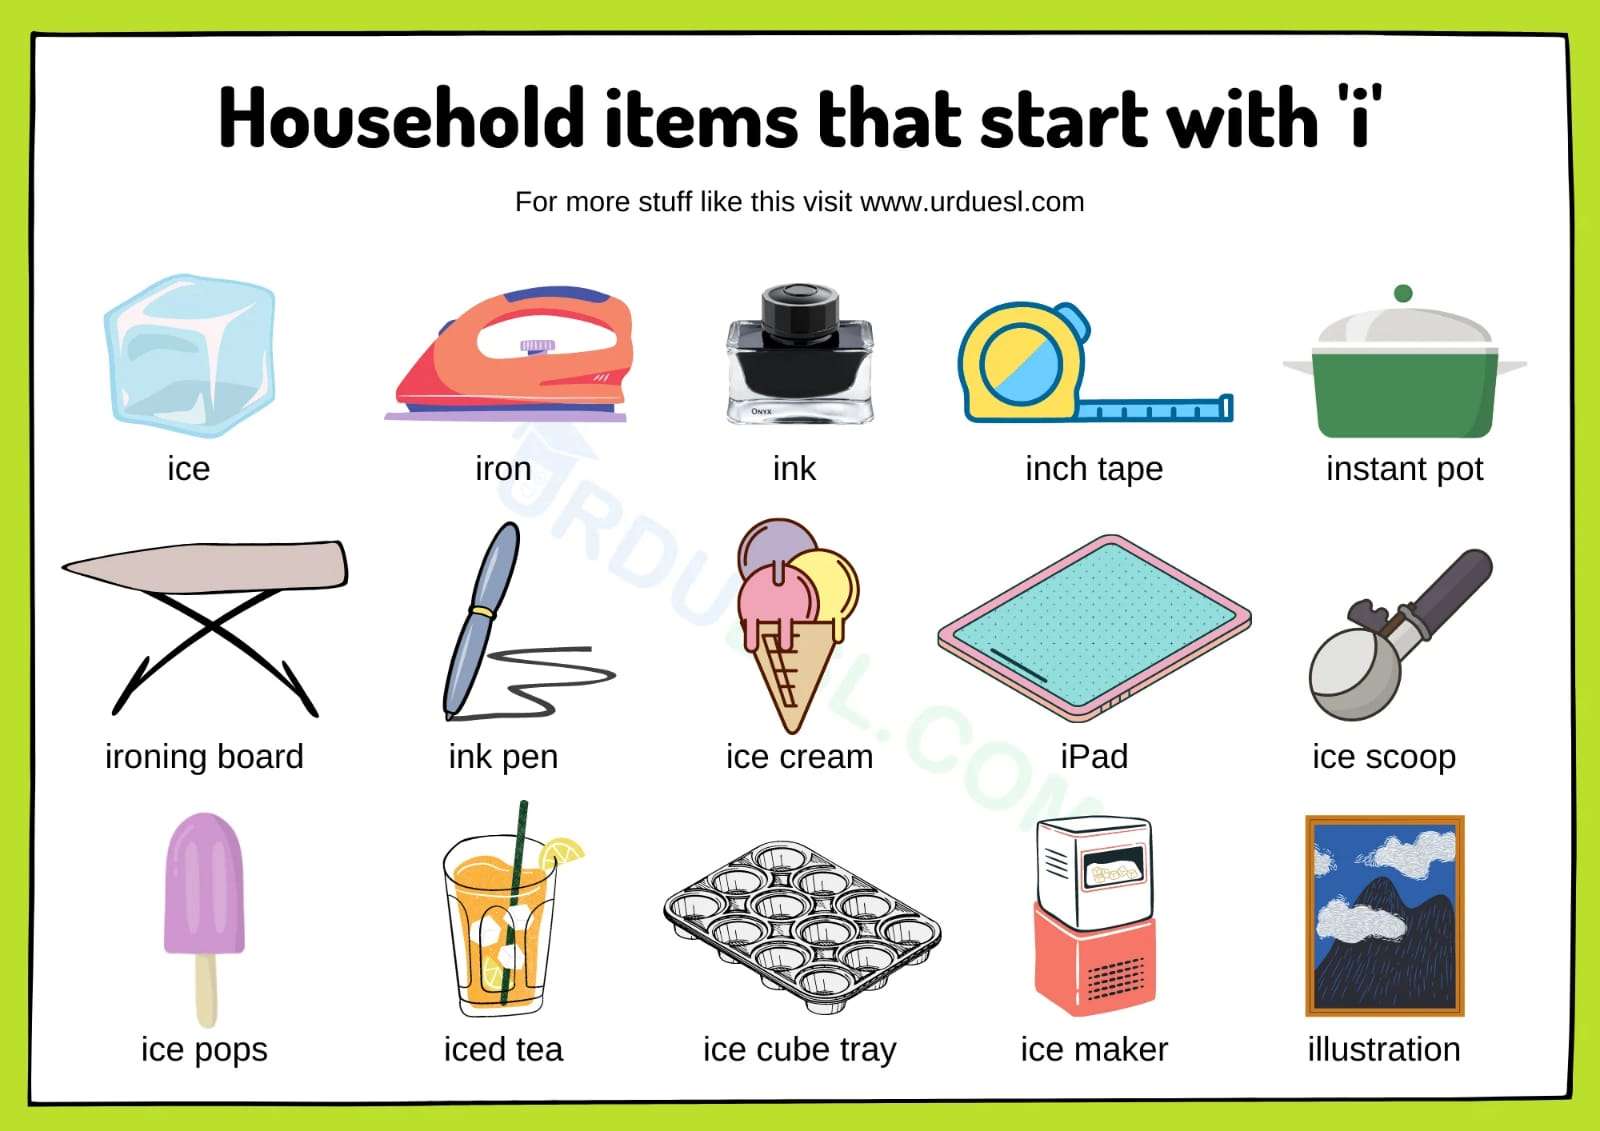 Household items that start with 'i'
For more stuff like this visit www.urduesl.com
ONYX
ice
iron
ink
inch tape
instant pot
ironing board
ink pen
ice cream
iPad
ice scoop
ice pops
iced tea
ice cube tray
ice maker
illustration
URDUESL.COM